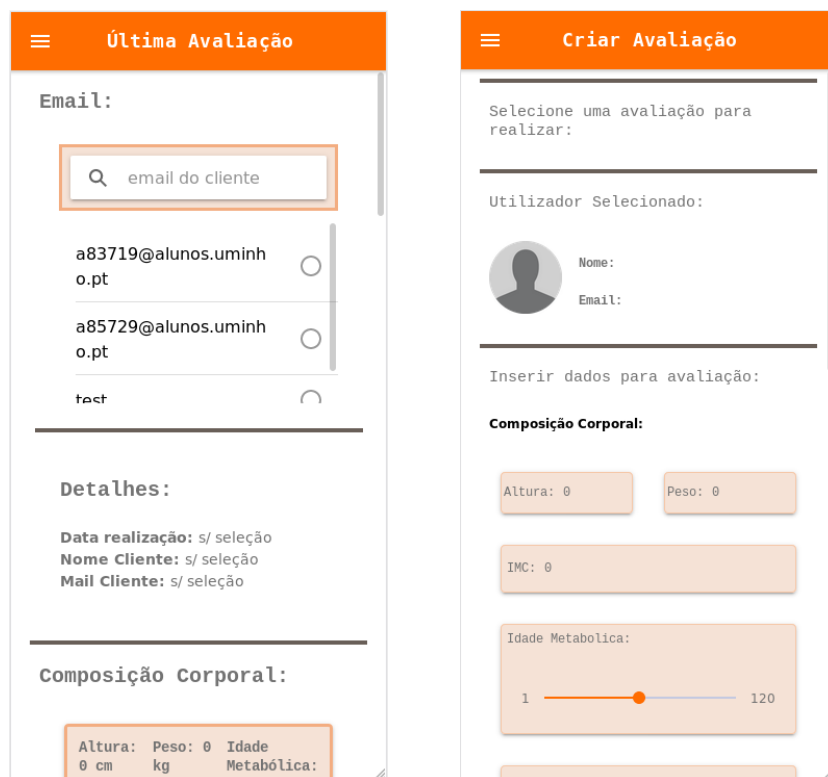 Última Avaliação
Email:
email do cliente
a83719@alunos.uminh
o.pt
a85729@alunos.uminh
o.pt
test
Detalhes:
Data realização: s/ seleção
Nome Cliente: s/ seleção
Mail Cliente: s/ seleção
Composição Corporal:
Altura: Peso: 0 Idade
0 cm kg Metabólica:
Criar Avaliação
Selecione uma avaliação para
realizar:
Utilizador Selecionado:
Nome:
Email:
Inserir dados para avaliação:
Composição Corporal:
Altura: 0 Peso: 0
IMC: 0
Idade Metabolica:
1 120